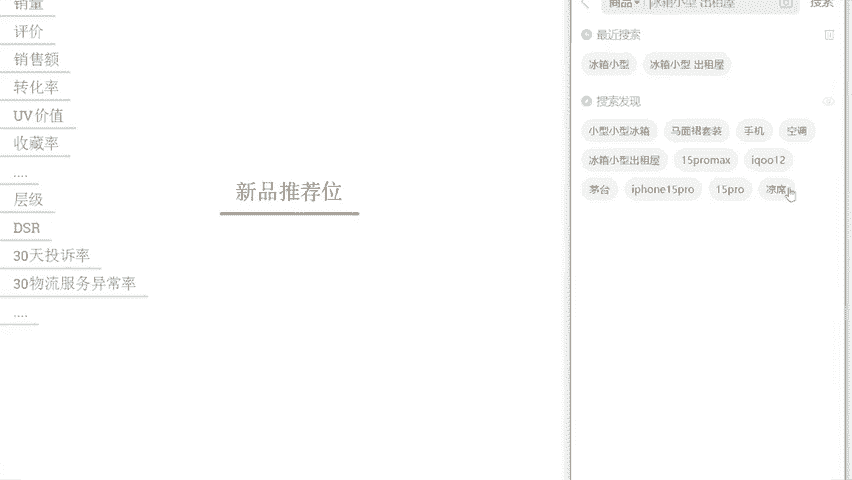 销量
评价
销售额
转化率
UV价值
收藏率
....
层级
DSR
30天投诉率
30物流服务异常率
....
新品推荐位
商品 冰箱小型 出租屋 搜索
最近搜索
冰箱小型 冰箱小型 出租屋
搜索发现
小型小型冰箱 马面裙套装 手机 空调
冰箱小型出租屋 15promax iqoo12
茅台 iphone15pro 15pro 凉席